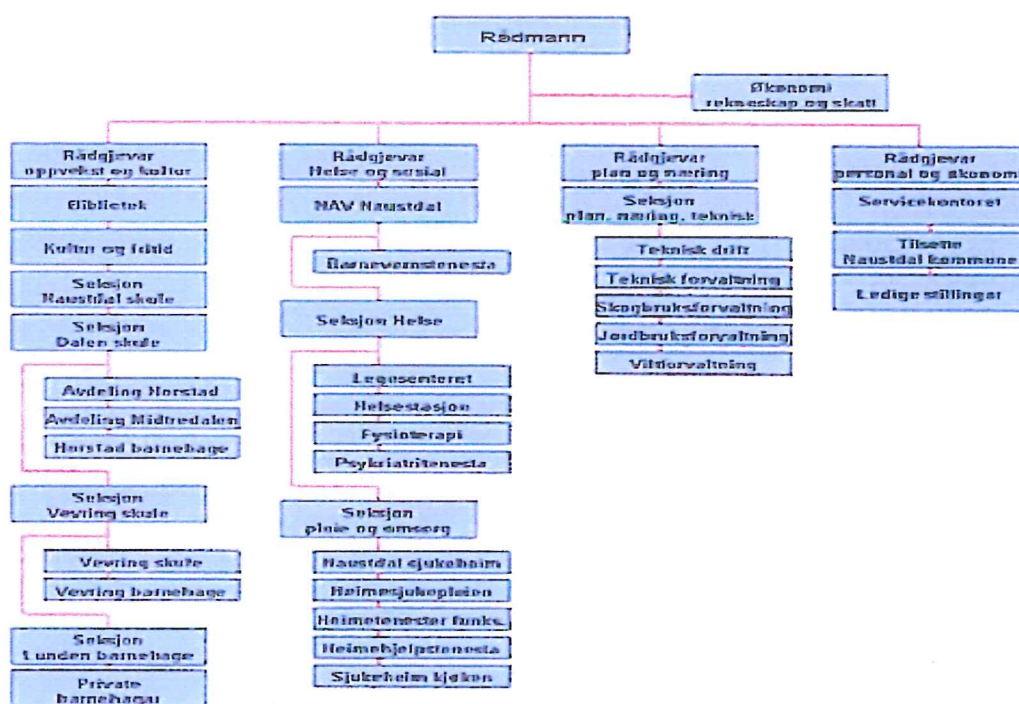 Rådmann
Økonomi
rekneskap og skatt
Rådgjevar
oppvekst og kultur
Bibliotek
Kultur og fritid
Seksjon
Naustdal skule
Seksjon
Dalen skule
Avdeling Horstad
Avdeling Midtredalen
Horstad barnehage
Seksjon
Vevring skule
Vevring skule
Vevring barnehage
Seksjon
Lunden barnehage
Private
barnehagar
Rådgjevar
Helse og sosial
NAV Naustdal
Barnevernstenesta
Seksjon Helse
Legesenteret
Helsestasjon
Fysioterapi
Psykriatritenesta
Seksjon
pleie og omsorg
Naustdal sjukeheim
Heimesjukepleien
Heimetenester funks.
Heimehjelpstenesta
Sjukeheim kjøken
Rådgjevar
plan og næring
Seksjon
plan, næring, teknisk
Teknisk drift
Teknisk forvaltning
Skogbruksforvaltning
Jordbruksforvaltning
Viltforvaltning
Rådgjevar
personal og økonomi
Servicekontoret
Tilsette
Naustdal kommune
Ledige stillingar